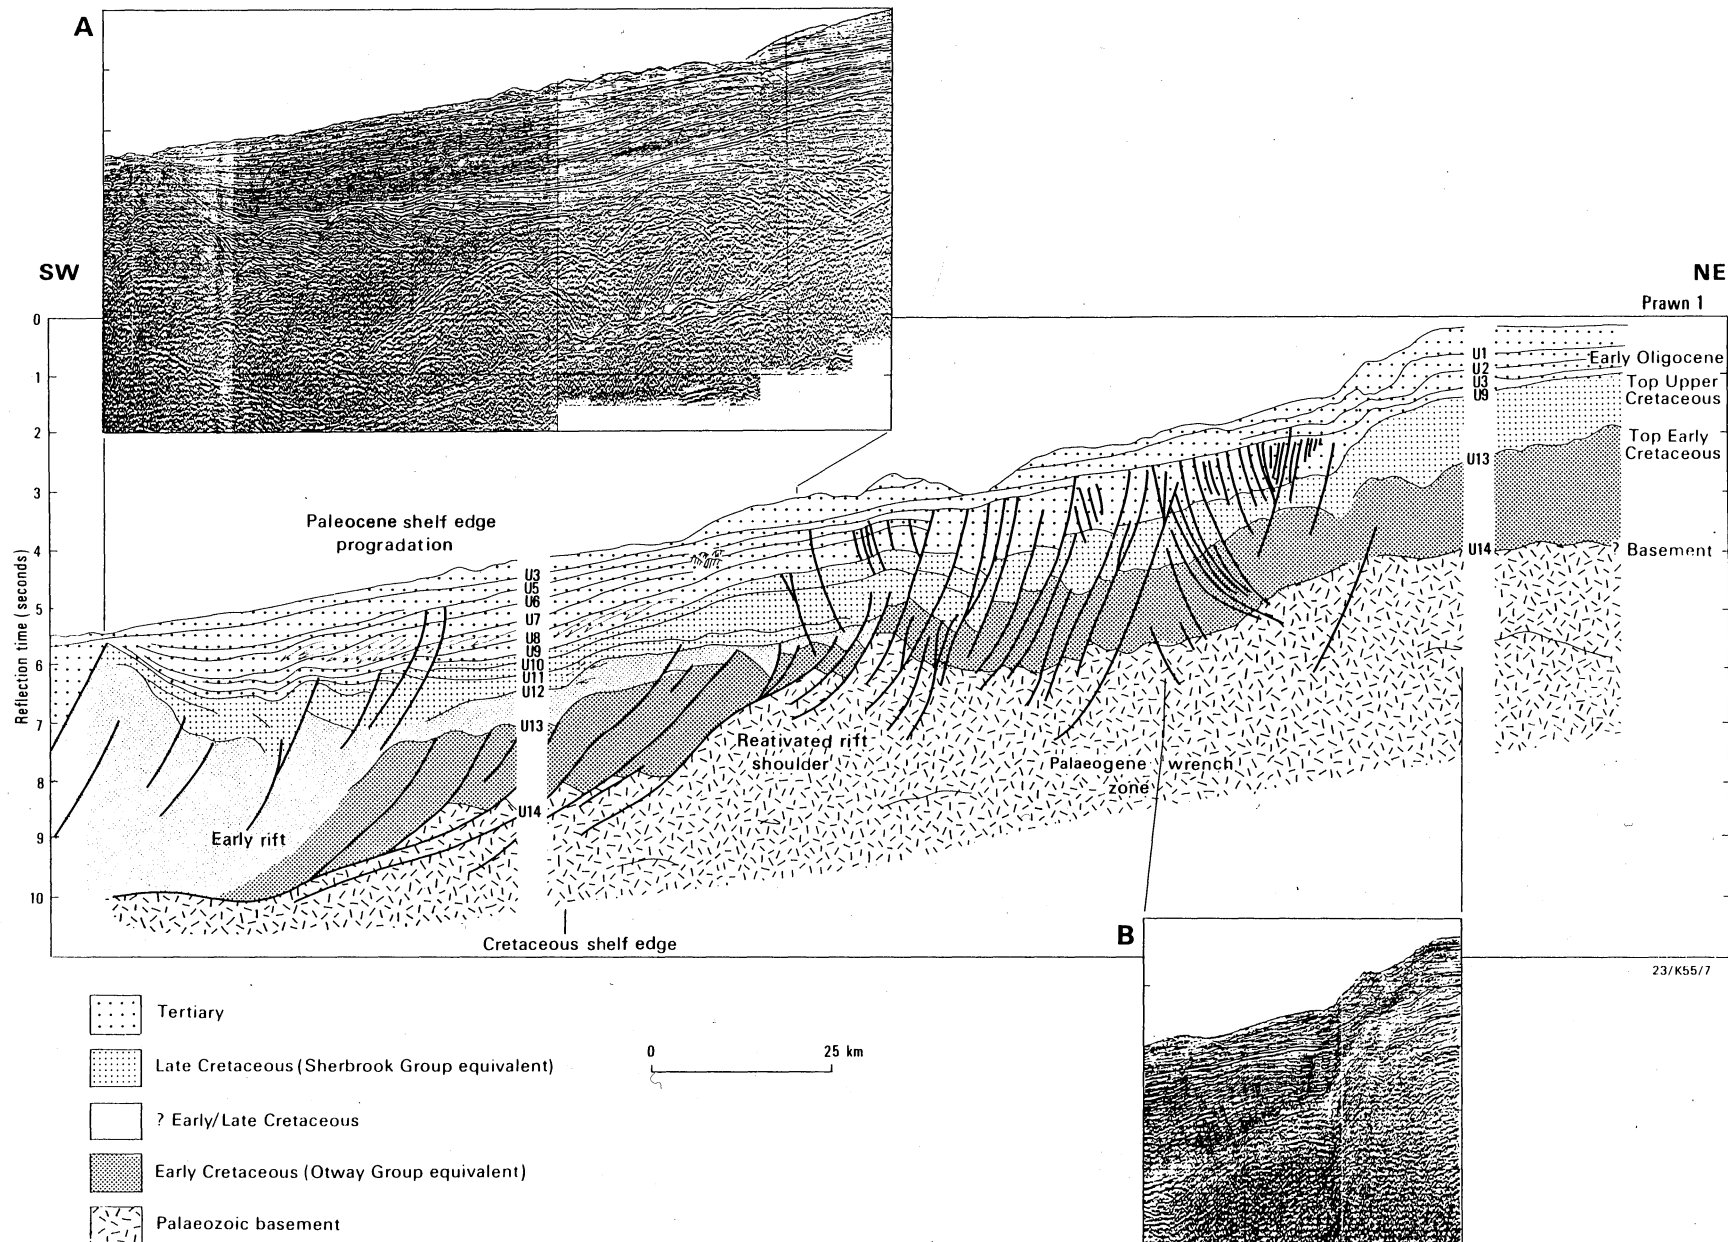 A
SW
NE
Prawn 1
0
1
2
3
4
5
6
7
8
9
10
Reflection time (seconds)
U1
U2
U3
U9
U13
U14
Early Oligocene
Top Upper
Cretaceous
Top Early
Cretaceous
? Basement
Paleocene shelf edge
progradation
U3
U5
U6
U7
U8
U9
U10
U11
U12
U13
U14
Reativated rift
shoulder
Palaeogene wrench
zone
Early rift
Cretaceous shelf edge
B
23/K55/7
Tertiary
Late Cretaceous (Sherbrook Group equivalent)
? Early/Late Cretaceous
Early Cretaceous (Otway Group equivalent)
Palaeozoic basement
0 25 km